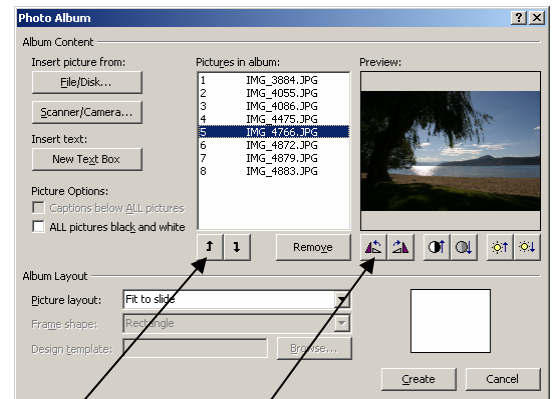 Photo Album
Album Content
Insert picture from:
File/Disk...
Scanner/Camera...
Insert text:
New Text Box
Picture Options:
Captions below ALL pictures
ALL pictures black and white
Pictures in album:
1 IMG_3884.JPG
2 IMG_4055.JPG
3 IMG_4086.JPG
4 IMG_4475.JPG
5 IMG_4766.JPG
6 IMG_4872.JPG
7 IMG_4879.JPG
8 IMG_4883.JPG
Remove
Preview:
Album Layout
Picture layout: Fit to slide
Frame shape: Rectangle
Design template: Browse...
Create Cancel